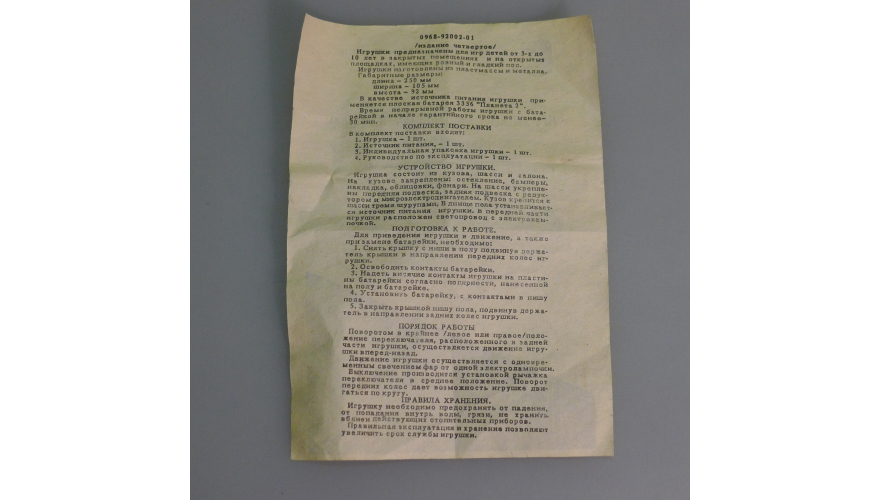 0968-92002-01
/издание четвертое/
Игрушки предназначены для игр детей от 3-х до
10 лет в закрытых помещениях и на открытых
площадках, имеющих ровный и гладкий пол.
Игрушки изготовлены из пластмассы и металла.
Габаритные размеры:
длина – 250 мм
ширина – 105 мм
высота – 92 мм
В качестве источника питания игрушки при-
меняется плоская батарея 3336 "Планета 2".
Время непрерывной работы игрушки с бата-
рейкой в начале гарантийного срока не менее
50 мин.
КОМПЛЕКТ ПОСТАВКИ
В комплект поставки входят:
1. Игрушка – 1 шт.
2. Источник питания, – 1 шт.
3. Индивидуальная упаковка игрушки – 1 шт.
4. Руководство по эксплуатации – 1 шт.
УСТРОЙСТВО ИГРУШКИ.
Игрушка состоит из кузова, шасси и салона.
На кузове закреплены: остекление, бамперы,
накладка, облицовки, фонари. На шасси укрепле-
ны передняя подвеска, задняя подвеска с редук-
тором и микроэлектродвигателем. Кузов крепится к
шасси тремя шурупами. В днище пола устанавливает-
ся источник питания игрушки. В передней части
игрушки расположен светопровод с электролам-
почкой.
ПОДГОТОВКА К РАБОТЕ.
Для приведения игрушки в движение, а также
при замене батарейки, необходимо:
1. Снять крышку с ниши в полу подвинув держа-
тель крышки в направлении передних колес иг-
рушки.
2. Освободить контакты батарейки.
3. Надеть висячие контакты игрушки на пласти-
ны батарейки согласно полярности, нанесенной
на полу и батарейке.
4. Установить батарейку, с контактами в нишу
пола.
5. Закрыть крышкой нишу пола, подвинув держа-
тель в направлении задних колес игрушки.
ПОРЯДОК РАБОТЫ
Поворотом в крайнее /левое или правое/поло-
жение переключателя, расположенного в задней
части игрушки, осуществляется движение игру-
шки вперед-назад.
Движение игрушки осуществляется с одновре-
менным свечением фар от одной электролампочки.
Выключение производится установкой рычажка
переключателя в среднее положение. Поворот
передних колес дает возможность игрушке дви-
гаться по кругу.
ПРАВИЛА ХРАНЕНИЯ.
Игрушку необходимо предохранять от падения,
от попадания внутрь воды, грязи, не хранить
вблизи действующих отопительных приборов.
Правильная эксплуатация и хранение позволяют
увеличить срок службы игрушки.